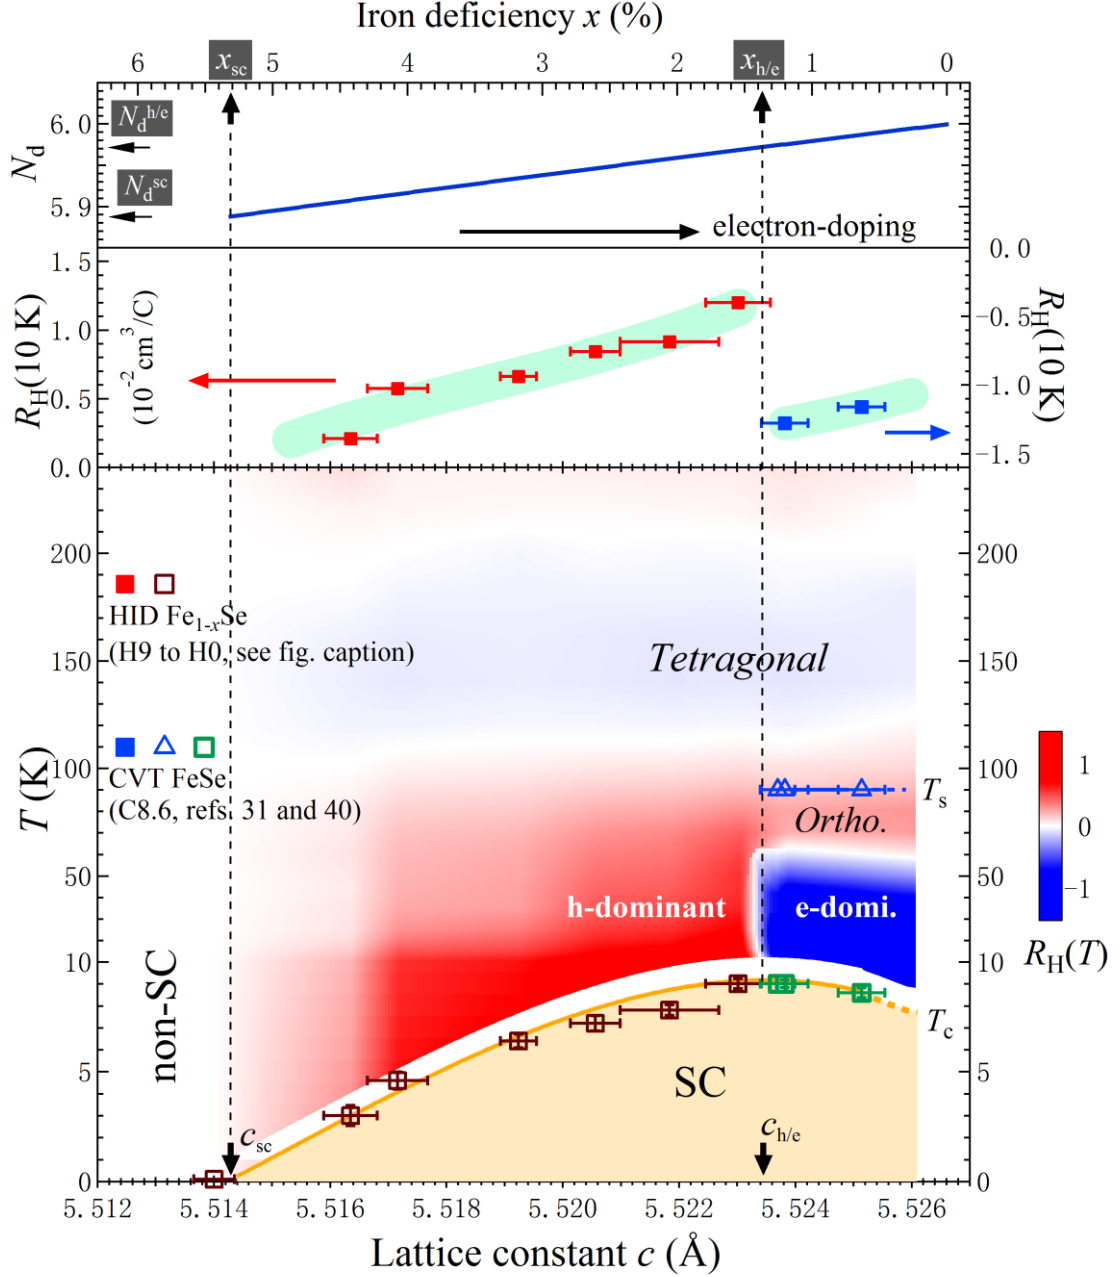 Iron deficiency x (%)
6 x_sc 5 4 3 2 x_h/e 1 0
N_d^h/e
6.0
N_d
N_d^sc
5.9
electron-doping
0.0
1.5
R_H(10 K)
(10^-2 cm^3/C)
1.0
-0.5
R_H(10 K)
0.5
-1.0
0.0
-1.5
200 200
HID Fe_1-xSe
(H9 to H0, see fig. caption)
150 Tetragonal 150
CVT FeSe
(C8.6, refs. 31 and 40)
100 100
T_s
Ortho.
T (K)
50 50
h-dominant e-domi.
10 10
1
0
-1
R_H(T)
non-SC
T_c
5 SC 5
c_sc c_h/e
0 0
5.512 5.514 5.516 5.518 5.520 5.522 5.524 5.526
Lattice constant c (Å)